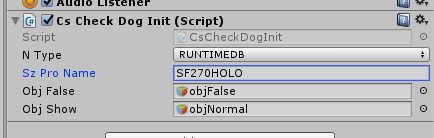 Audio Listener
Cs Check Dog Init (Script)
Script CsCheckDogInit
N Type RUNTIMEDB
Sz Pro Name SF270HOLO
Obj False objFalse
Obj Show objNormal